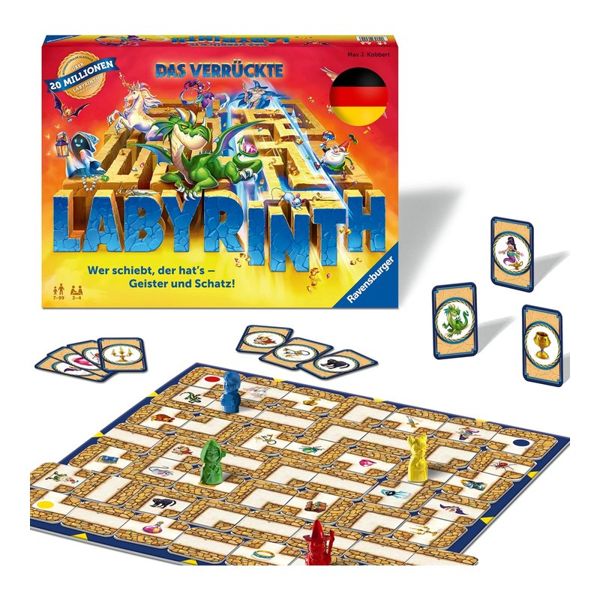 Max J. Kobbert
ÜBER
20 MILLIONEN
DAS VERRÜCKTE
LABYRINTH
Wer schiebt, der hat's –
Geister und Schatz!
7-99
2-4
Ravensburger